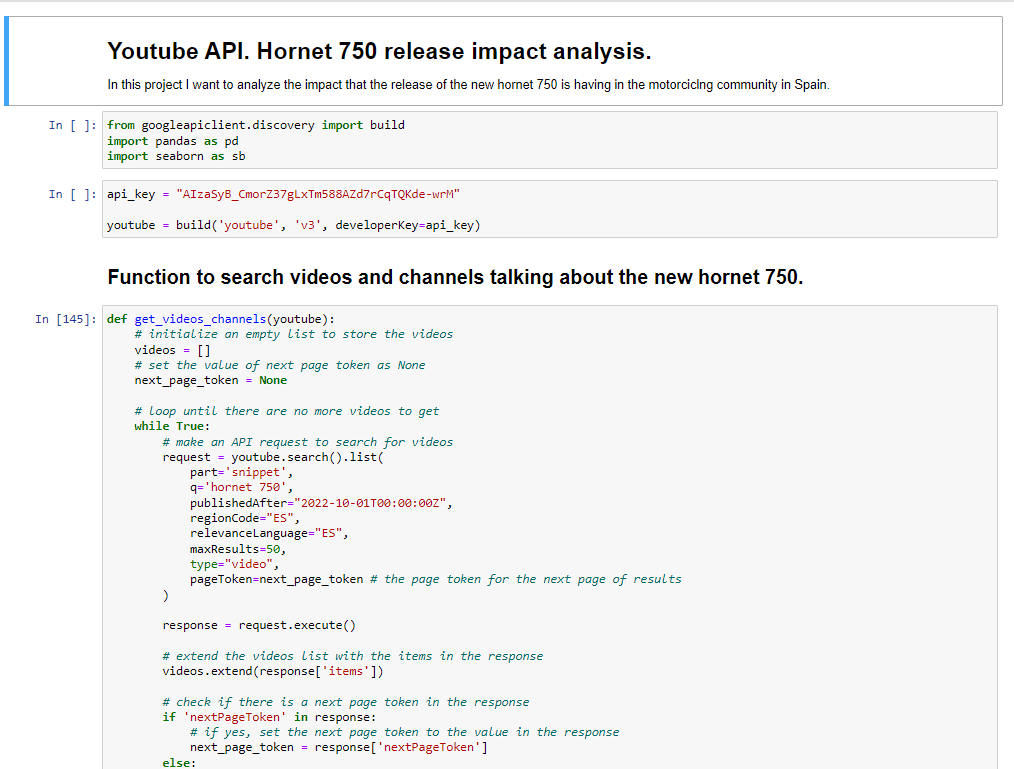 Youtube API. Hornet 750 release impact analysis.
In this project I want to analyze the impact that the release of the new hornet 750 is having in the motorciclng community in Spain.
In [ ]: from googleapiclient.discovery import build
import pandas as pd
import seaborn as sb
In [ ]: api_key = "AIzaSyB_CmorZ37gLxTm588AZd7rCqTQKde-wrM"
youtube = build('youtube', 'v3', developerKey=api_key)
Function to search videos and channels talking about the new hornet 750.
In [145]: def get_videos_channels(youtube):
# initialize an empty list to store the videos
videos = []
# set the value of next page token as None
next_page_token = None
# loop until there are no more videos to get
while True:
# make an API request to search for videos
request = youtube.search().list(
part='snippet',
q='hornet 750',
publishedAfter="2022-10-01T00:00:00Z",
regionCode="ES",
relevanceLanguage="ES",
maxResults=50,
type="video",
pageToken=next_page_token # the page token for the next page of results
)
response = request.execute()
# extend the videos list with the items in the response
videos.extend(response['items'])
# check if there is a next page token in the response
if 'nextPageToken' in response:
# if yes, set the next page token to the value in the response
next_page_token = response['nextPageToken']
else: